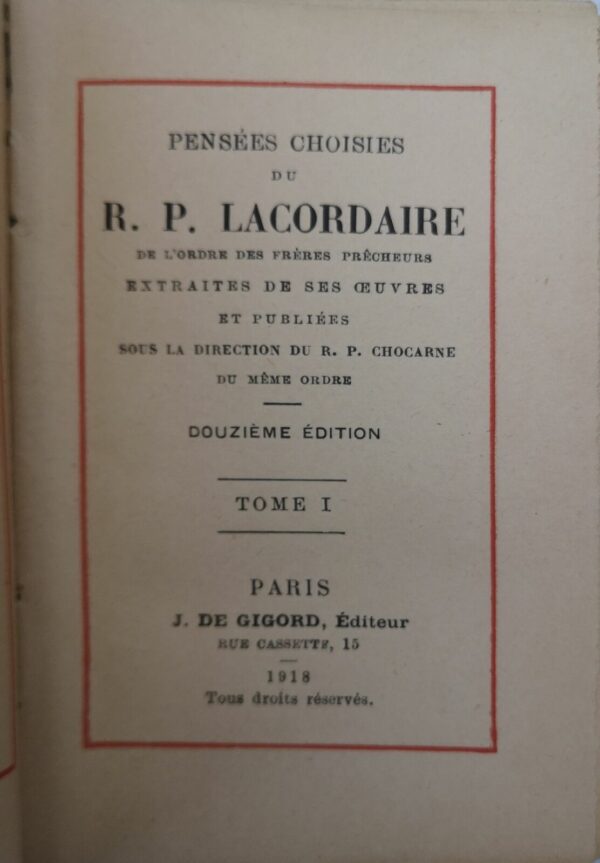 PENSÉES CHOISIES
DU
R. P. LACORDAIRE
DE L'ORDRE DES FRÈRES PRÊCHEURS
EXTRAITES DE SES ŒUVRES
ET PUBLIÉES
SOUS LA DIRECTION DU R. P. CHOCARNE
DU MÊME ORDRE
DOUZIÈME ÉDITION
TOME I
PARIS
J. DE GIGORD, Éditeur
RUE CASSETTE, 15
1918
Tous droits réservés.